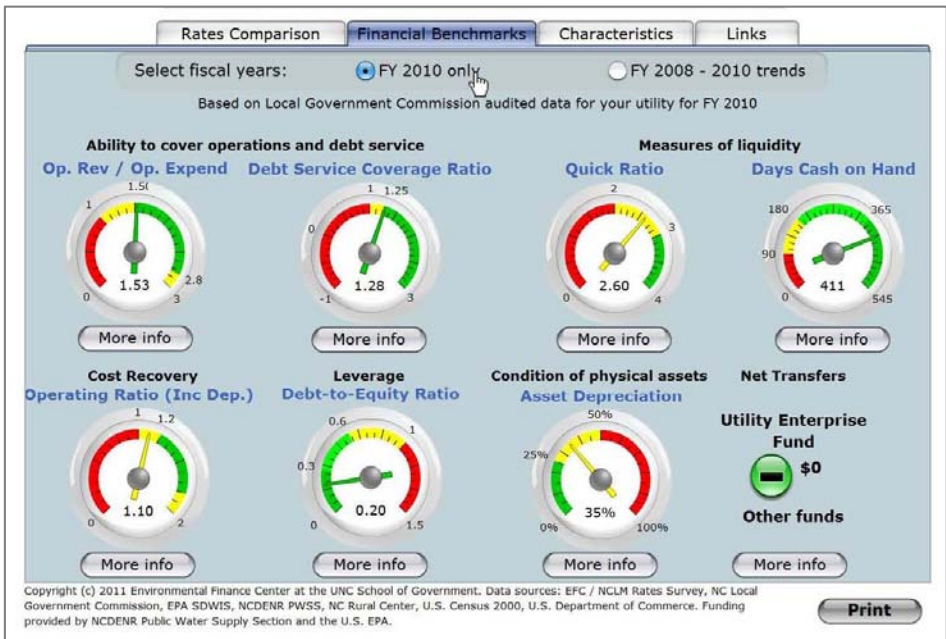 Rates Comparison
Financial Benchmarks
Characteristics
Links
Select fiscal years:
FY 2010 only
FY 2008 - 2010 trends
Based on Local Government Commission audited data for your utility for FY 2010
Ability to cover operations and debt service
Measures of liquidity
Op. Rev / Op. Expend
Debt Service Coverage Ratio
Quick Ratio
Days Cash on Hand
0
1
1.5(
2.8
3
1.53
-1
0
1
1.25
3
1.28
0
2
3
4
2.60
0
90
180
365
545
411
More info
More info
More info
More info
Cost Recovery
Leverage
Condition of physical assets
Net Transfers
Operating Ratio (Inc Dep.)
Debt-to-Equity Ratio
Asset Depreciation
0
1
1.2
2
1.10
0
0.3
0.6
1
1.5
0.20
0%
25%
50%
100%
35%
Utility Enterprise
Fund
$0
Other funds
More info
More info
More info
More info
Copyright (c) 2011 Environmental Finance Center at the UNC School of Government. Data sources: EFC / NCLM Rates Survey, NC Local
Government Commission, EPA SDWIS, NCDENR PWSS, NC Rural Center, U.S. Census 2000, U.S. Department of Commerce. Funding
provided by NCDENR Public Water Supply Section and the U.S. EPA.
Print